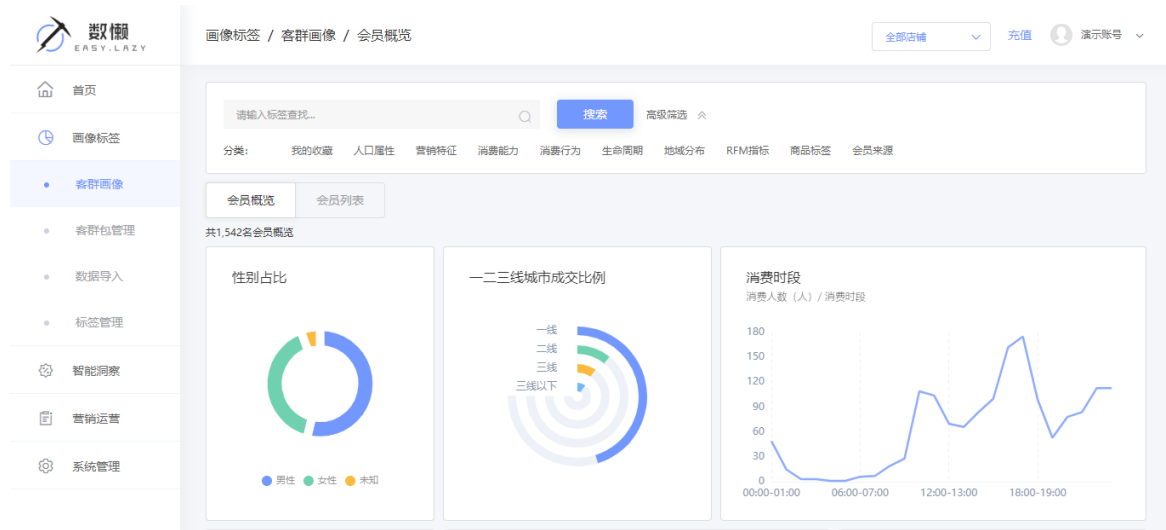 数懒
EASY.LAZY
画像标签 / 客群画像 / 会员概览
全部店铺
充值
演示账号
首页
画像标签
客群画像
客群包管理
数据导入
标签管理
智能洞察
营销运营
系统管理
请输入标签查找...
搜索
高级筛选
分类: 我的收藏 人口属性 营销特征 消费能力 消费行为 生命周期 地域分布 RFM指标 商品标签 会员来源
会员概览
会员列表
共1,542名会员概览
性别占比
男性 女性 未知
一二三线城市成交比例
一线
二线
三线
三线以下
消费时段
消费人数（人）/ 消费时段
180
150
120
90
60
30
0
00:00-01:00 06:00-07:00 12:00-13:00 18:00-19:00